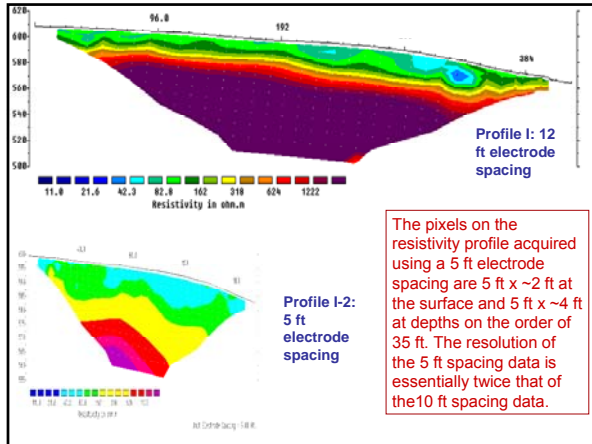 620
96.0
192
384
600
580
560
540
520
500
Profile I: 12
ft electrode
spacing
11.0 21.6 42.3 82.8 162 318 624 1222
Resistivity in ohm.m
Profile I-2:
5 ft
electrode
spacing
The pixels on the
resistivity profile acquired
using a 5 ft electrode
spacing are 5 ft x ~2 ft at
the surface and 5 ft x ~4 ft
at depths on the order of
35 ft. The resolution of
the 5 ft spacing data is
essentially twice that of
the10 ft spacing data.